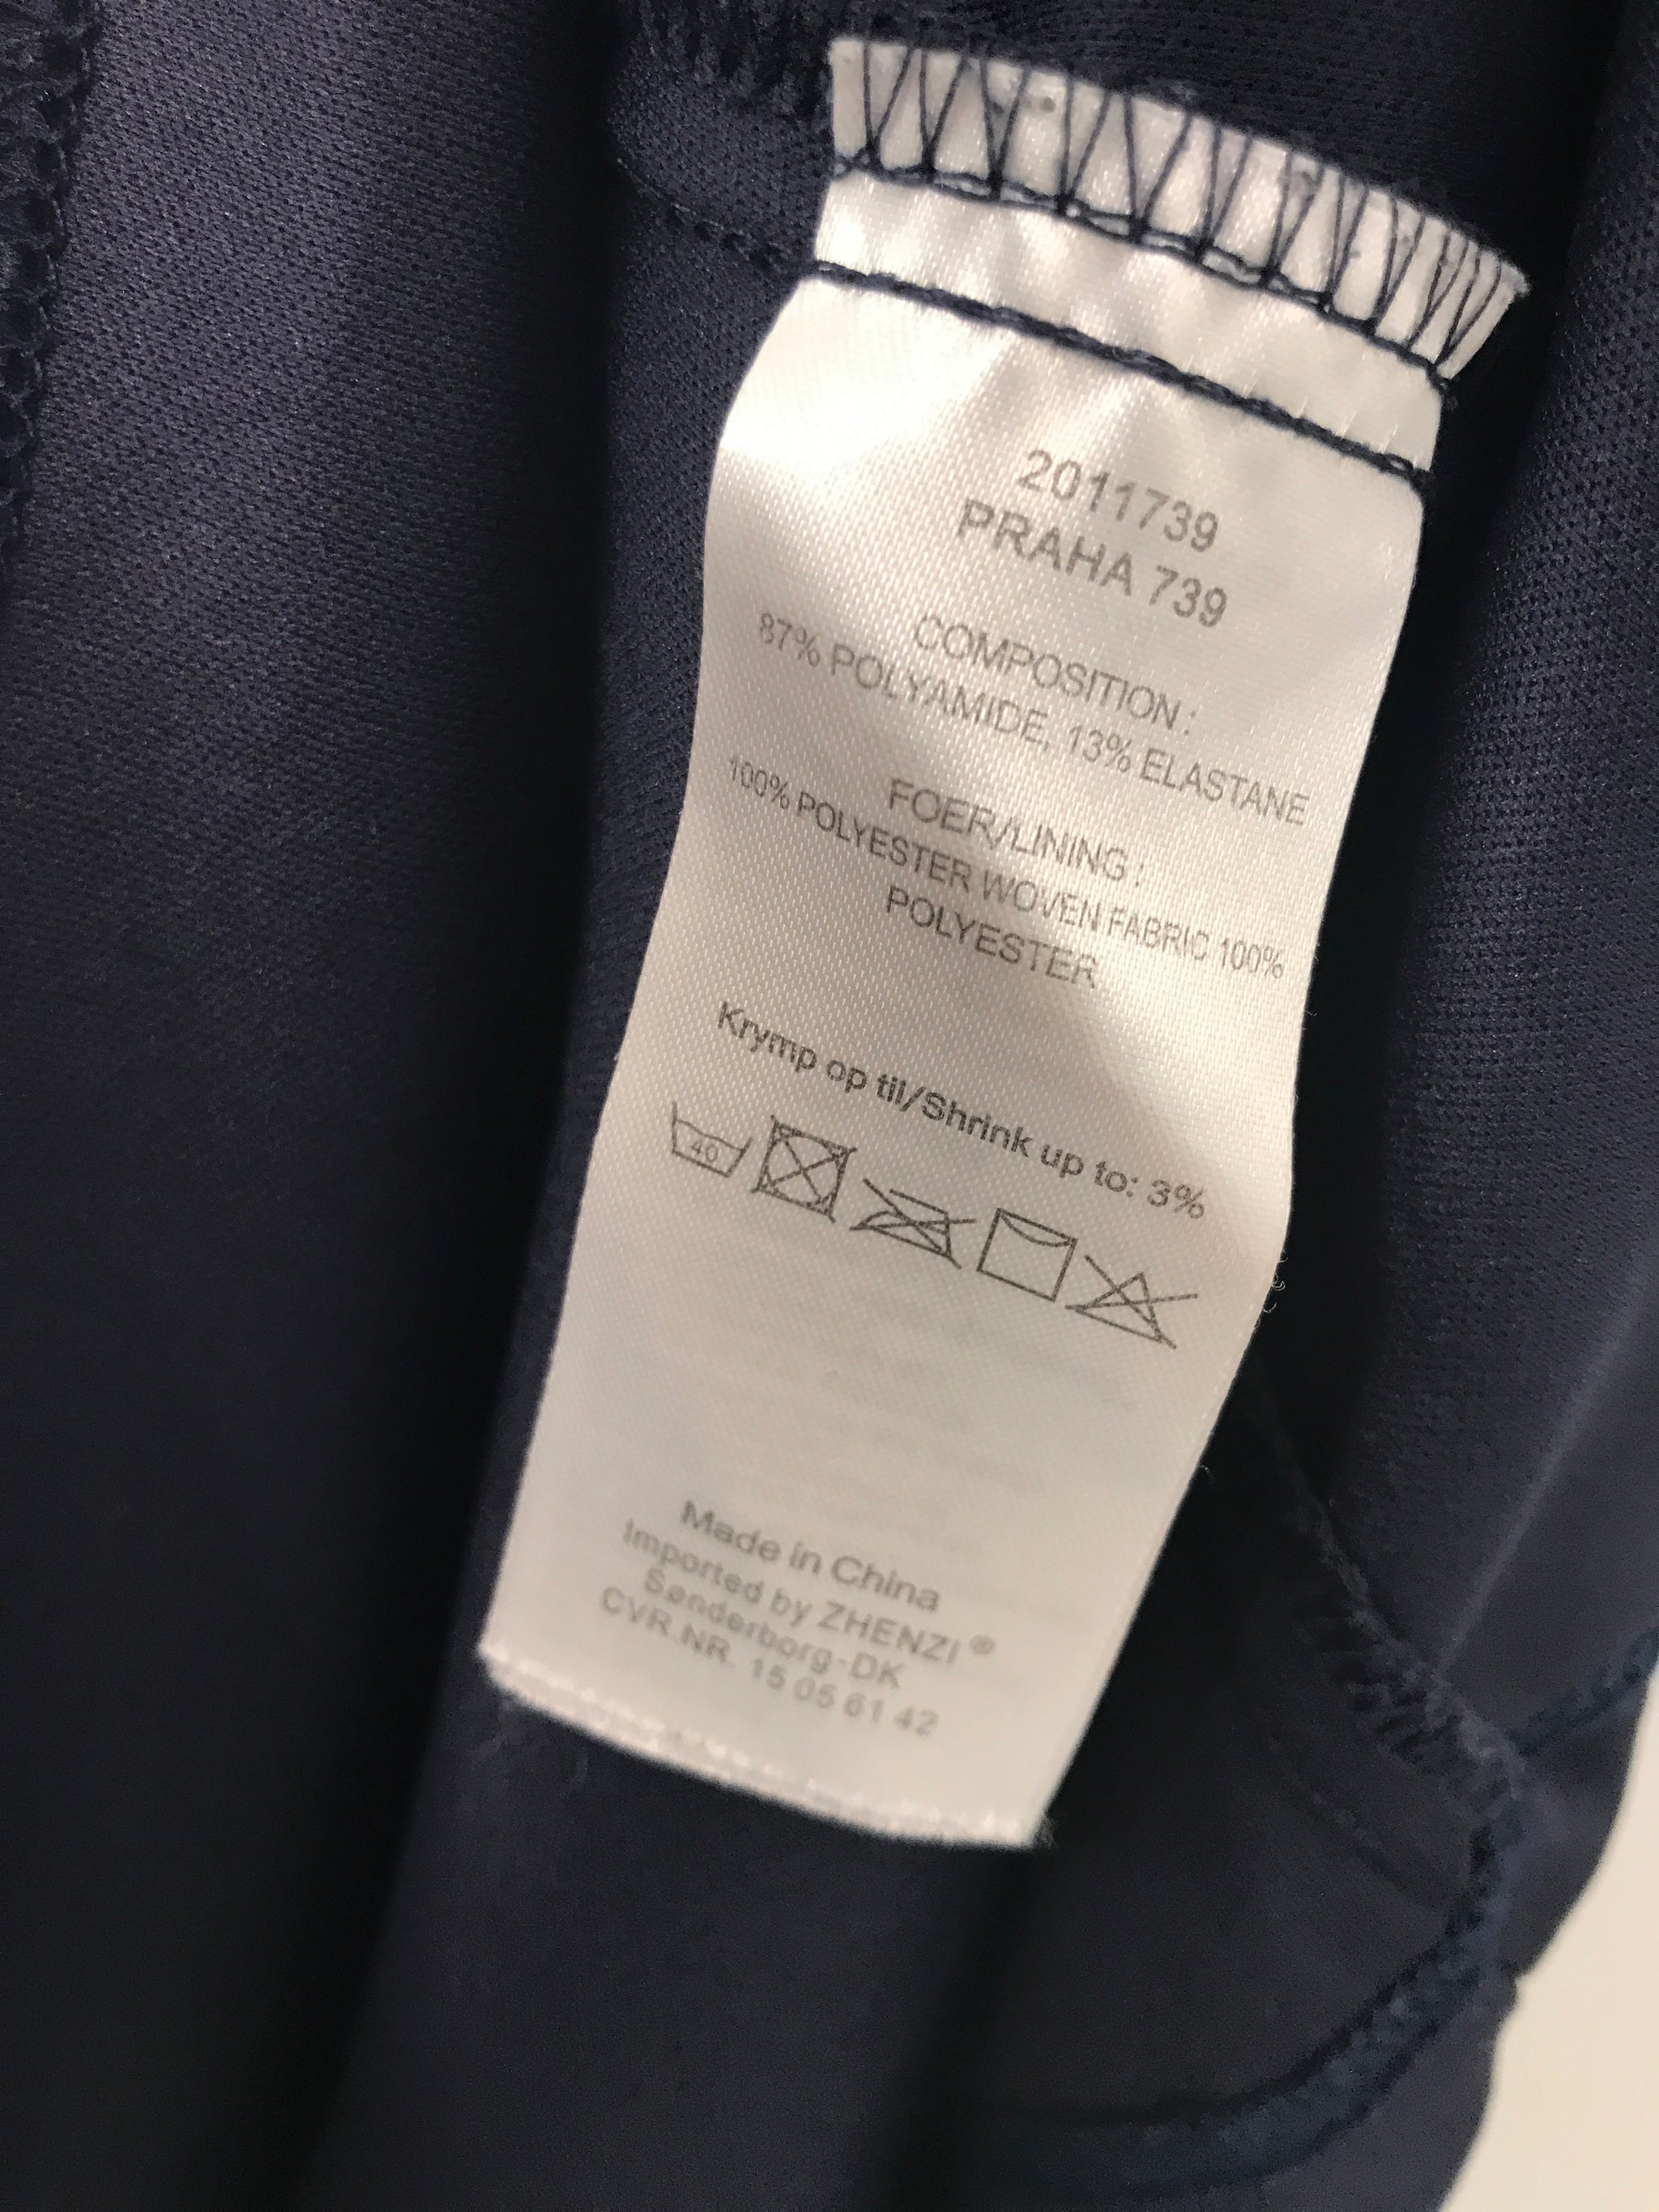 2011739
PRAHA 739
COMPOSITION :
87% POLYAMIDE, 13% ELASTANE
FOER/LINING :
100% POLYESTER WOVEN FABRIC 100%
POLYESTER
Krymp op til/Shrink up to: 3%
40
Made in China
Imported by ZHENZI ®
Sønderborg-DK
CVR.NR. 15 05 61 42